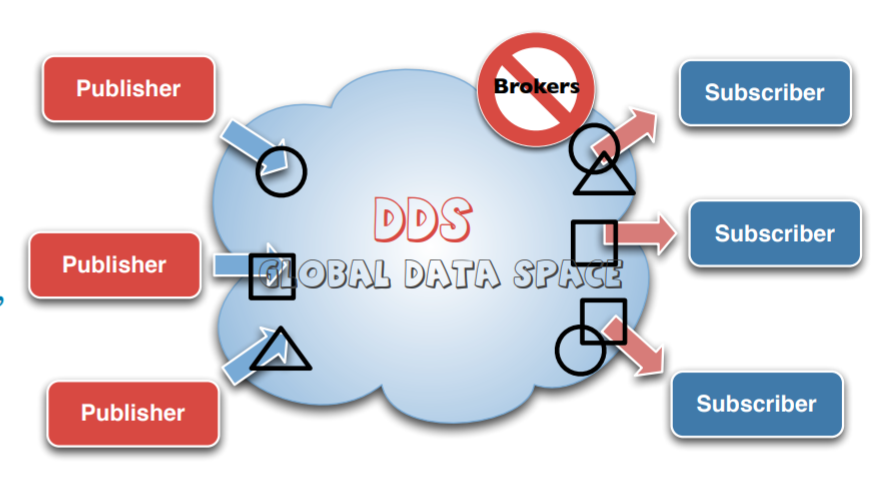 Publisher
Brokers
Subscriber
Publisher
DDS
GLOBAL DATA SPACE
Subscriber
Publisher
Subscriber